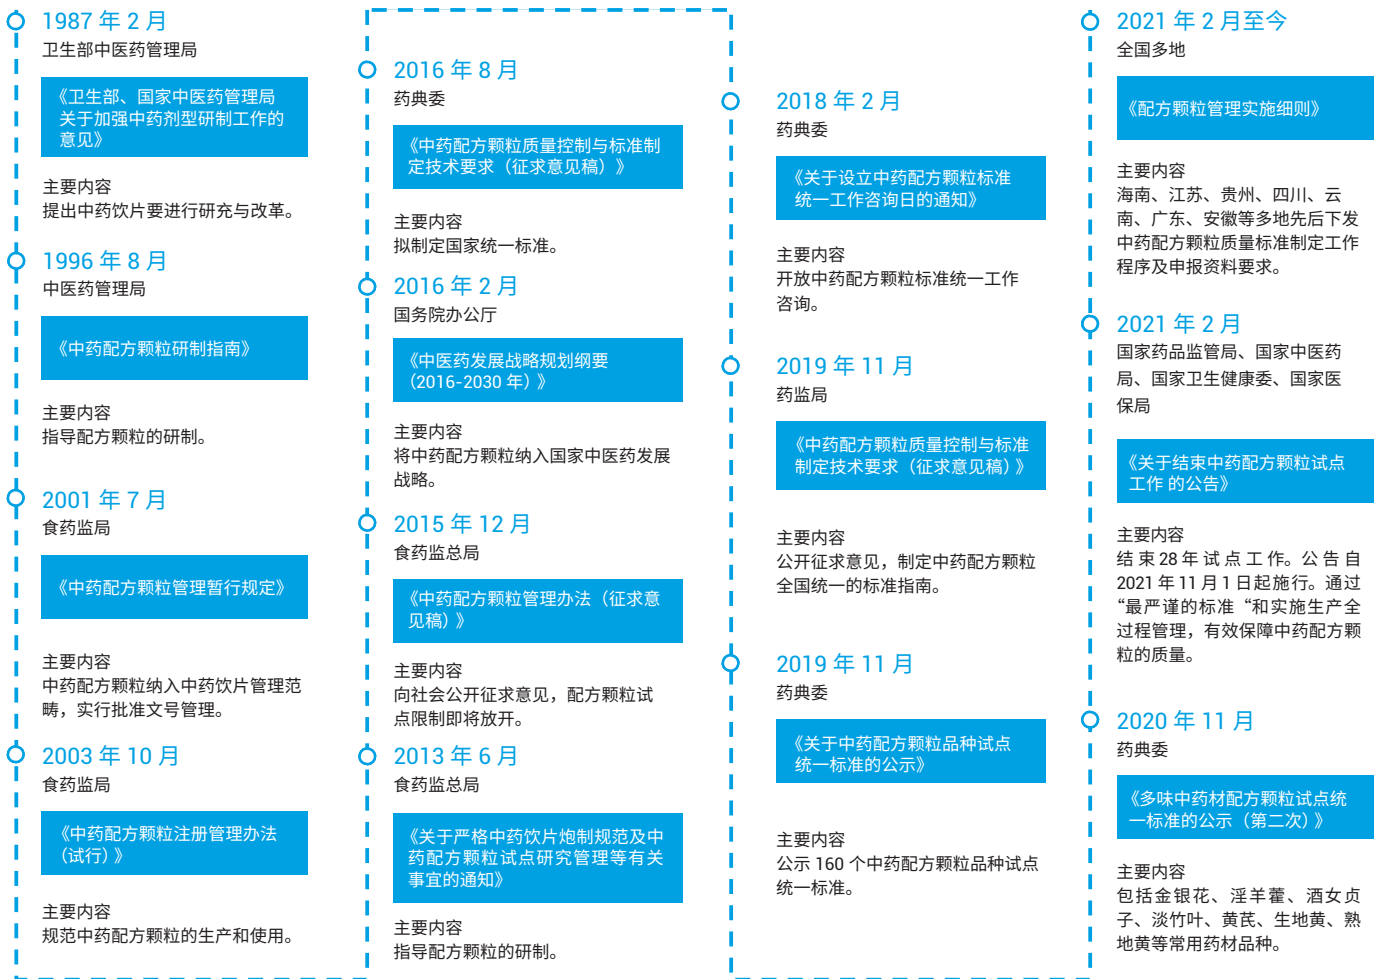 1987 年 2 月
卫生部中医药管理局
《卫生部、国家中医药管理局
关于加强中药剂型研制工作的
意见》
主要内容
提出中药饮片要进行研充与改革。
1996 年 8 月
中医药管理局
《中药配方颗粒研制指南》
主要内容
指导配方颗粒的研制。
2001 年 7 月
食药监局
《中药配方颗粒管理暂行规定》
主要内容
中药配方颗粒纳入中药饮片管理范
畴，实行批准文号管理。
2003 年 10 月
食药监局
《中药配方颗粒注册管理办法
（试行）》
主要内容
规范中药配方颗粒的生产和使用。
2016 年 8 月
药典委
《中药配方颗粒质量控制与标准制
定技术要求（征求意见稿）》
主要内容
拟制定国家统一标准。
2016 年 2 月
国务院办公厅
《中医药发展战略规划纲要
（2016-2030 年）》
主要内容
将中药配方颗粒纳入国家中医药发展
战略。
2015 年 12 月
食药监总局
《中药配方颗粒管理办法（征求意
见稿）》
主要内容
向社会公开征求意见，配方颗粒试
点限制即将放开。
2013 年 6 月
食药监总局
《关于严格中药饮片炮制规范及中
药配方颗粒试点研究管理等有关
事宜的通知》
主要内容
指导配方颗粒的研制。
2018 年 2 月
药典委
《关于设立中药配方颗粒标准
统一工作咨询日的通知》
主要内容
开放中药配方颗粒标准统一工作
咨询。
2019 年 11 月
药监局
《中药配方颗粒质量控制与标准
制定技术要求（征求意见稿）》
主要内容
公开征求意见，制定中药配方颗粒
全国统一的标准指南。
2019 年 11 月
药典委
《关于中药配方颗粒品种试点
统一标准的公示》
主要内容
公示 160 个中药配方颗粒品种试点
统一标准。
2021 年 2 月至今
全国多地
《配方颗粒管理实施细则》
主要内容
海南、江苏、贵州、四川、云
南、广东、安徽等多地先后下发
中药配方颗粒质量标准制定工作
程序及申报资料要求。
2021 年 2 月
国家药品监管局、国家中医药
局、国家卫生健康委、国家医
保局
《关于结束中药配方颗粒试点
工作 的公告》
主要内容
结束 28 年试点工作。公告自
2021 年 11 月 1 日起施行。通过
“最严谨的标准“和实施生产全
过程管理，有效保障中药配方颗
粒的质量。
2020 年 11 月
药典委
《多味中药材配方颗粒试点统
一标准的公示（第二次）》
主要内容
包括金银花、淫羊藿、酒女贞
子、淡竹叶、黄芪、生地黄、熟
地黄等常用药材品种。